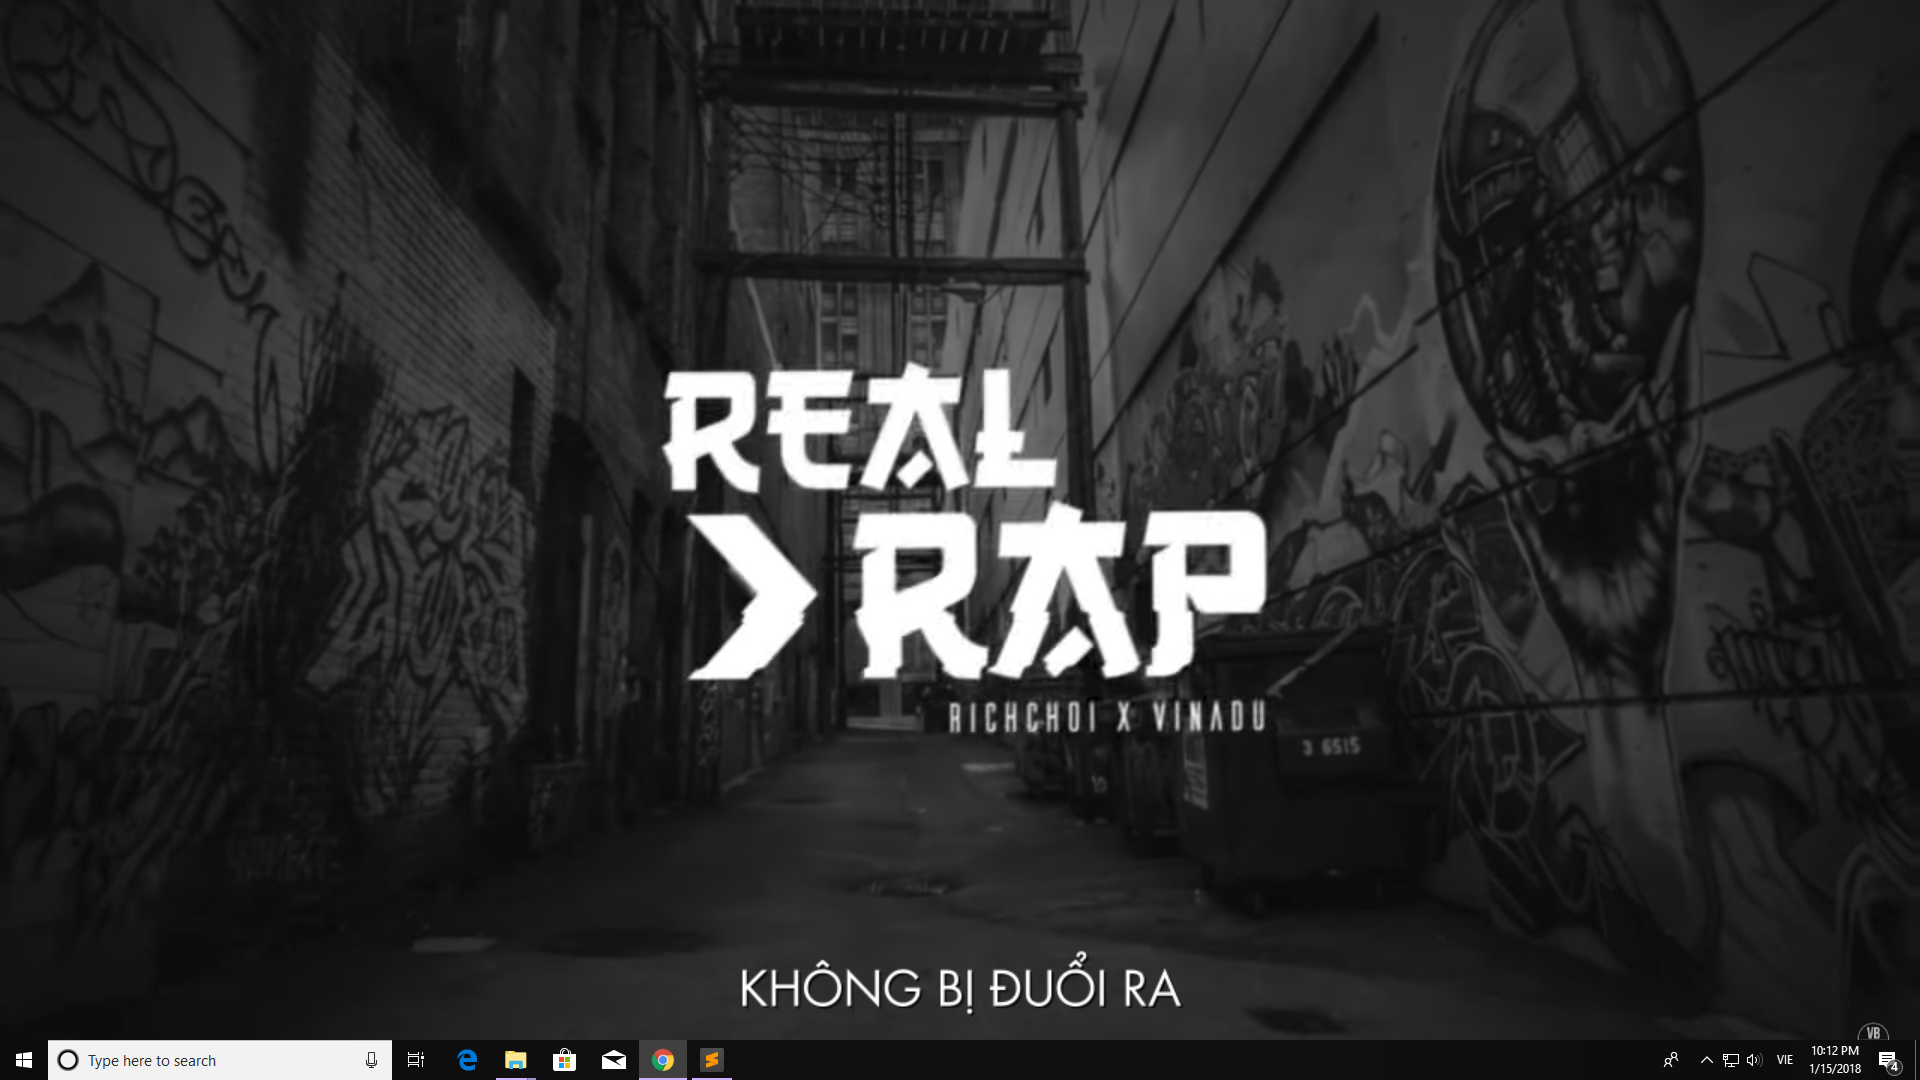 REAL
RAP
RICHCHOI X VINADU
3 6515
10
KHÔNG BỊ ĐUỔI RA
VB
Type here to search
VIE
10:12 PM
1/15/2018
4